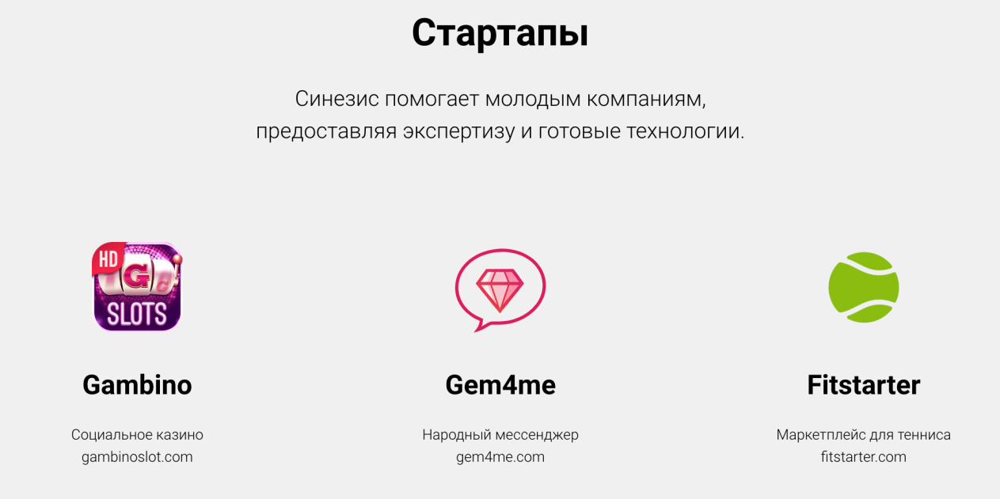 Стартапы
Синезис помогает молодым компаниям,
предоставляя экспертизу и готовые технологии.
HD
G
SLOTS
Gambino
Социальное казино
gambinoslot.com
Gem4me
Народный мессенджер
gem4me.com
Fitstarter
Маркетплейс для тенниса
fitstarter.com